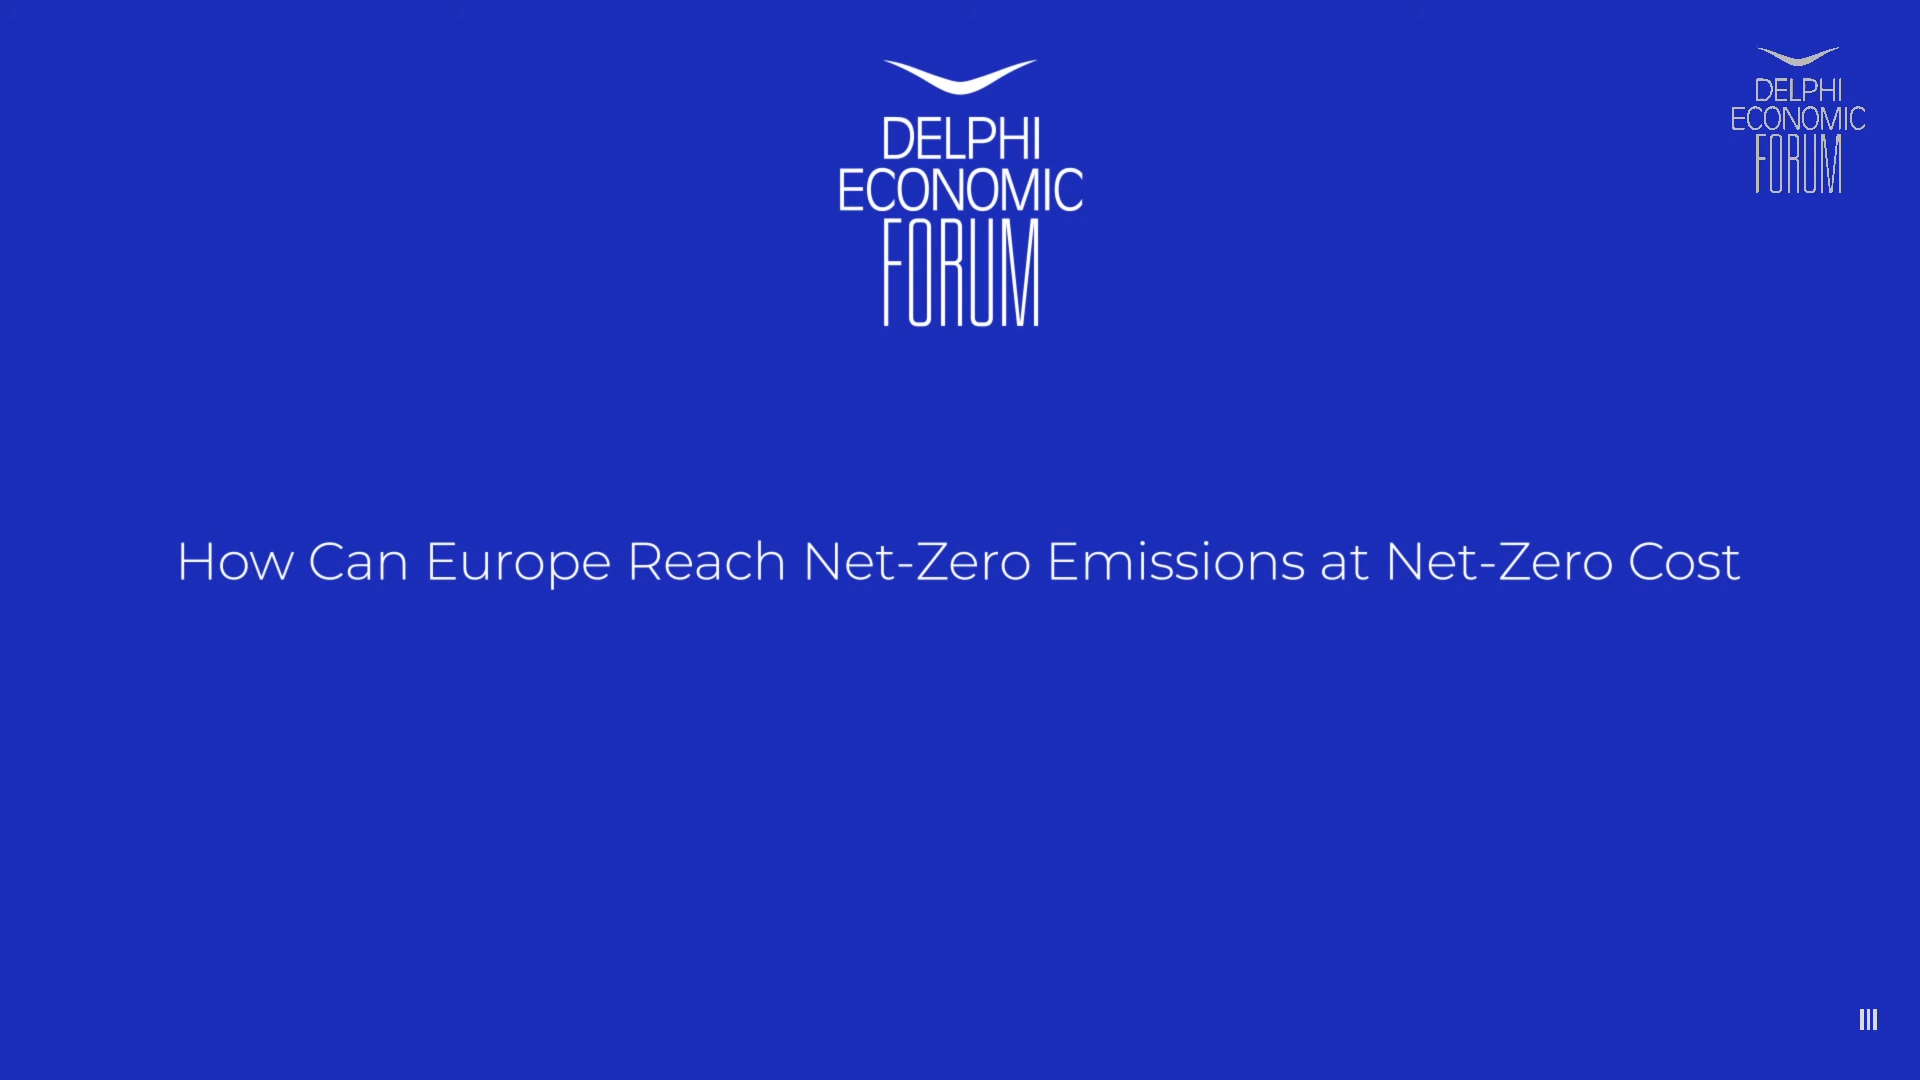 DELPHI
ECONOMIC
FORUM
DELPHI
ECONOMIC
FORUM
How Can Europe Reach Net-Zero Emissions at Net-Zero Cost